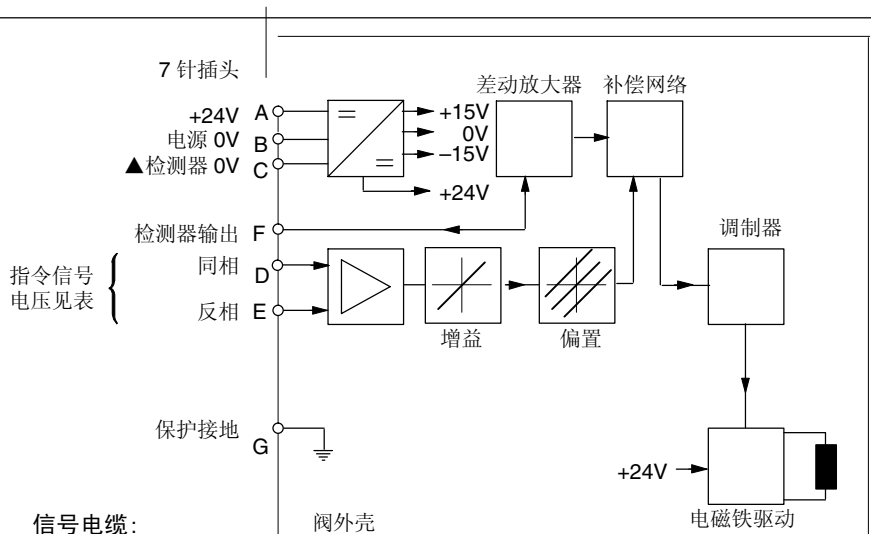 7 针插头
差动放大器 补偿网络
+24V A
+15V
电源 0V B
0V
▲检测器 0V C
–15V
+24V
检测器输出 F
调制器
同相 D
指令信号
电压见表
反相 E
增益
偏置
保护接地 G
+24V
电磁铁驱动
信号电缆:
阀外壳